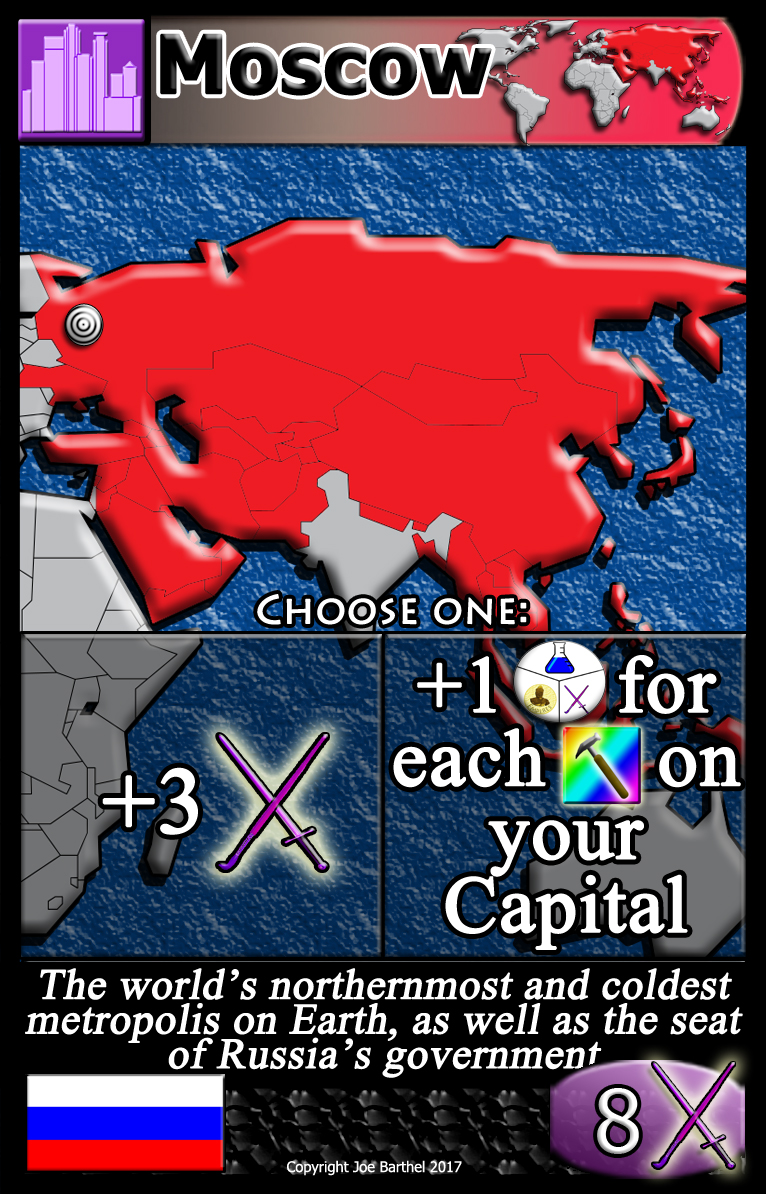 Moscow
Choose one:
+3
+1 for
each on
your
Capital
The world's northernmost and coldest
metropolis on Earth, as well as the seat
of Russia's government
8
Copyright Joe Barthel 2017